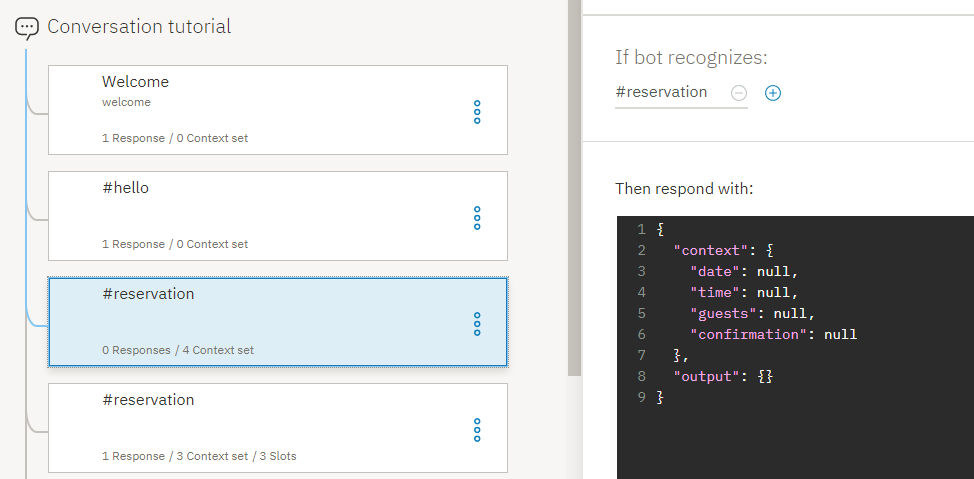 Conversation tutorial
Welcome
welcome
1 Response / 0 Context set
#hello
1 Response / 0 Context set
#reservation
0 Responses / 4 Context set
#reservation
1 Response / 3 Context set / 3 Slots
If bot recognizes:
#reservation
Then respond with:
1 {
2 "context": {
3 "date": null,
4 "time": null,
5 "guests": null,
6 "confirmation": null
7 },
8 "output": {}
9 }